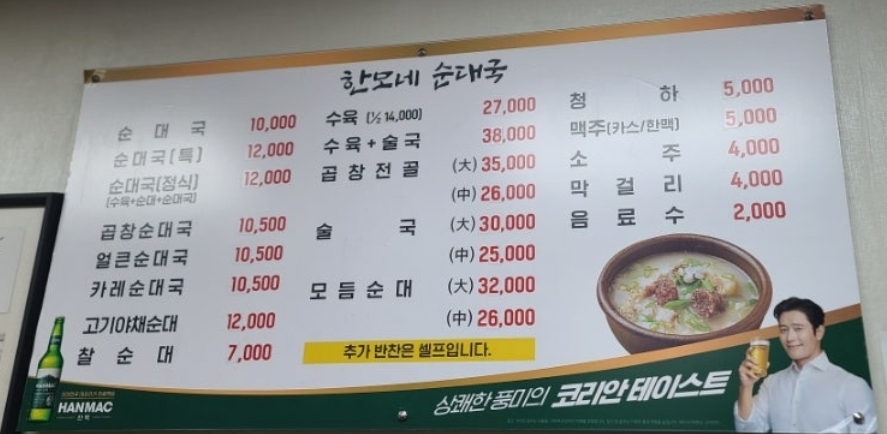 한모네 순대국
순대국 10,000
순대국(특) 12,000
순대국(정식) 12,000
(수육+순대+순대국)
곱창순대국 10,500
얼큰순대국 10,500
카레순대국 10,500
고기야채순대 12,000
찰순대 7,000
수육 (½ 14,000) 27,000
수육+술국 38,000
곱창전골 (大) 35,000
(中) 26,000
술국 (大) 30,000
(中) 25,000
모듬순대 (大) 32,000
(中) 26,000
추가 반찬은 셀프입니다.
청하 5,000
맥주(카스/한맥) 5,000
소주 4,000
막걸리 4,000
음료수 2,000
HANMAC
HANMAC
한맥
상쾌한 풍미의 코리안 테이스트